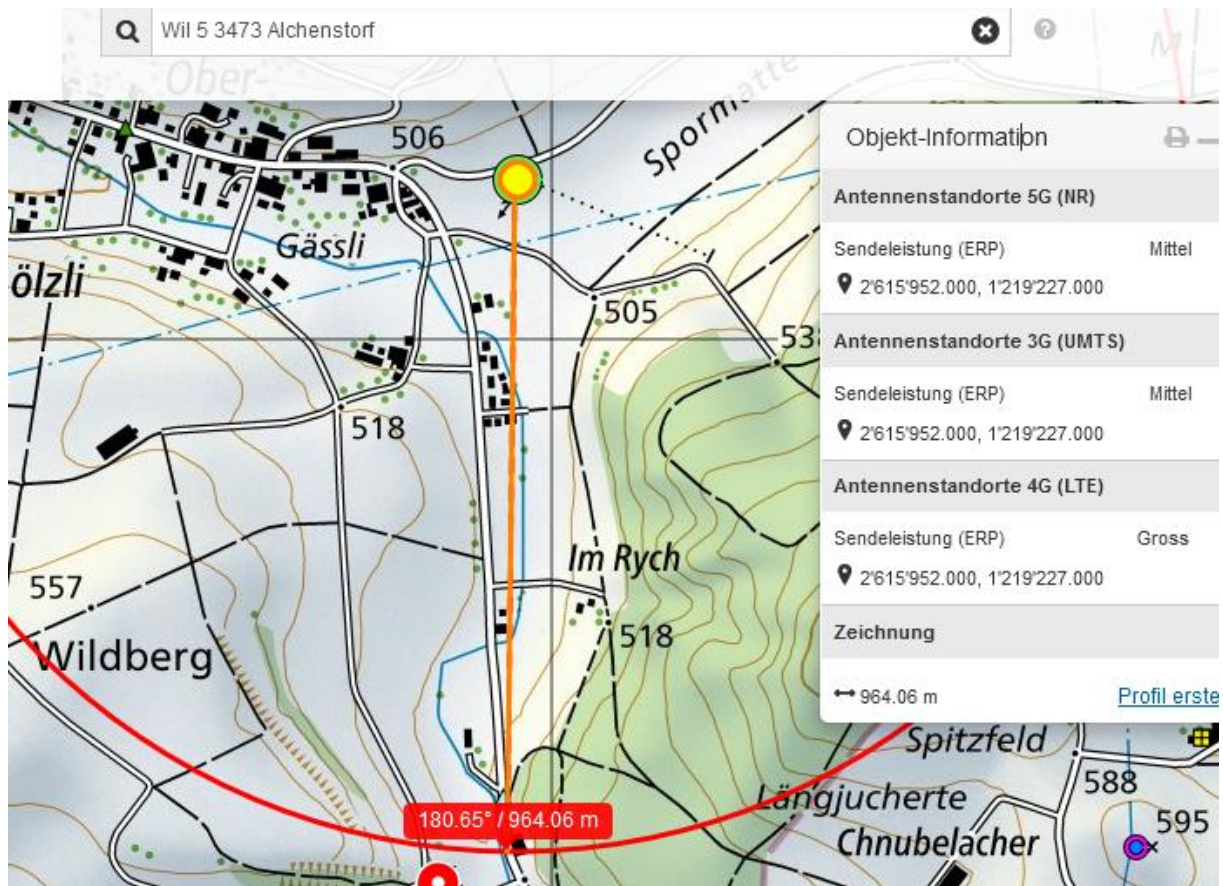 Wil 5 3473 Alchenstorf
Ober-
M
Spormatte
506
Gässli
ölzli
505
538
518
Im Rych
557
518
Wildberg
180.65° / 964.06 m
Spitzfeld
588
Längjucherte
595
Chnubelacher
Objekt-Information
Antennenstandorte 5G (NR)
Sendeleistung (ERP) Mittel
2'615'952.000, 1'219'227.000
Antennenstandorte 3G (UMTS)
Sendeleistung (ERP) Mittel
2'615'952.000, 1'219'227.000
Antennenstandorte 4G (LTE)
Sendeleistung (ERP) Gross
2'615'952.000, 1'219'227.000
Zeichnung
964.06 m Profil erste